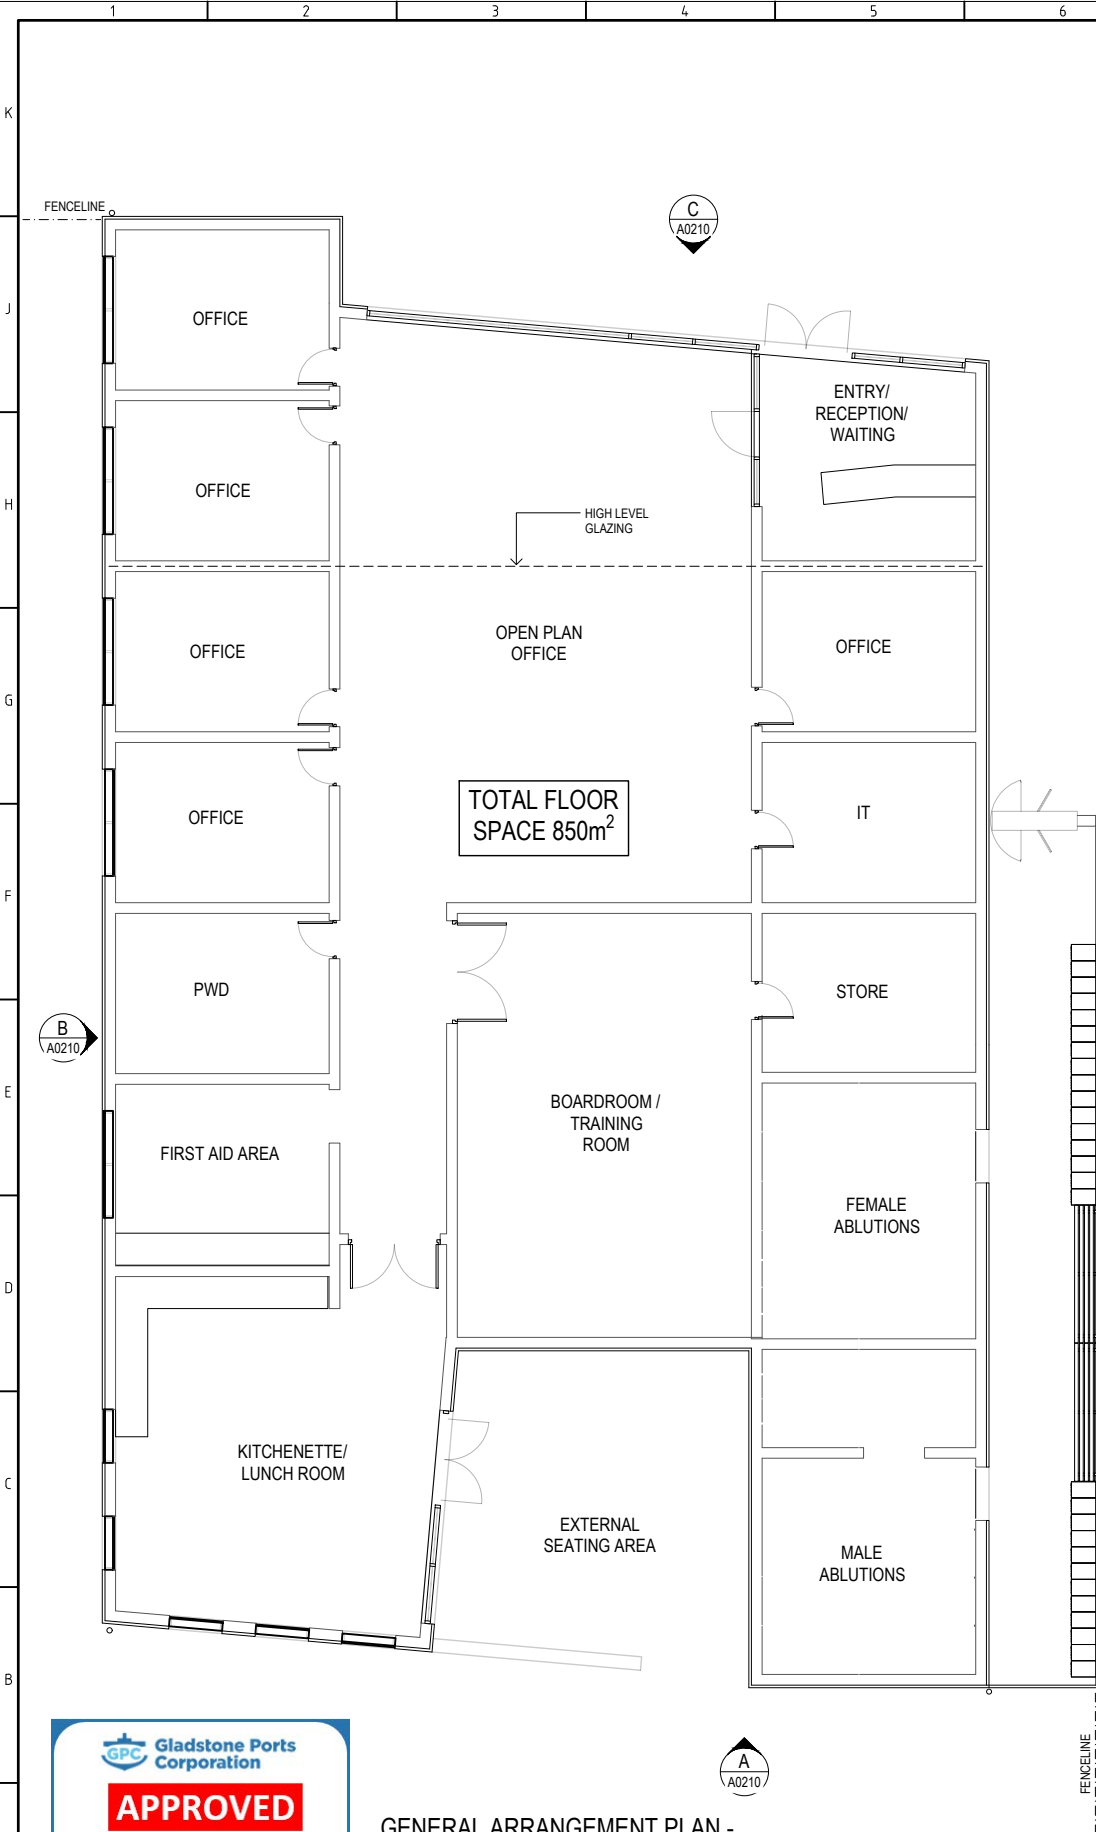 1 2 3 4 5 6
K
FENCELINE
C
A0210
J
OFFICE
ENTRY/
RECEPTION/
WAITING
OFFICE
H
HIGH LEVEL
GLAZING
OPEN PLAN
OFFICE
OFFICE
OFFICE
G
TOTAL FLOOR
SPACE 850m²
OFFICE
IT
F
PWD
STORE
B
A0210
E
BOARDROOM /
TRAINING
ROOM
FIRST AID AREA
FEMALE
ABLUTIONS
D
KITCHENETTE/
LUNCH ROOM
C
EXTERNAL
SEATING AREA
MALE
ABLUTIONS
B
GPC
Gladstone Ports
Corporation
APPROVED
A
A0210
FENCELINE
GENERAL ARRANGEMENT PLAN -